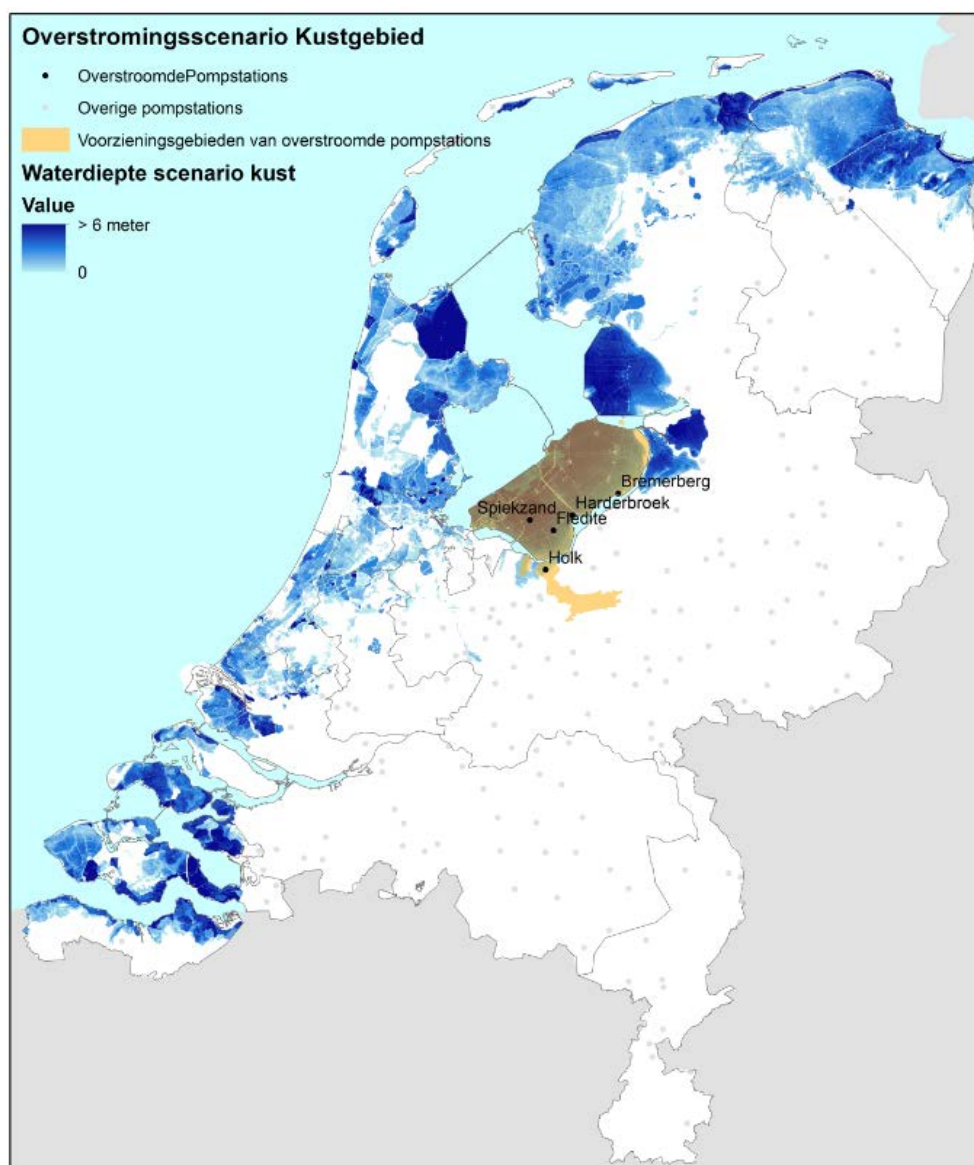 Overstromingsscenario Kustgebied
OverstroomdePompstations
Overige pompstations
Voorzieningsgebieden van overstroomde pompstations
Waterdiepte scenario kust
Value
> 6 meter
0
Bremerberg
Harderbroek
Spiekzand
Fledite
Holk